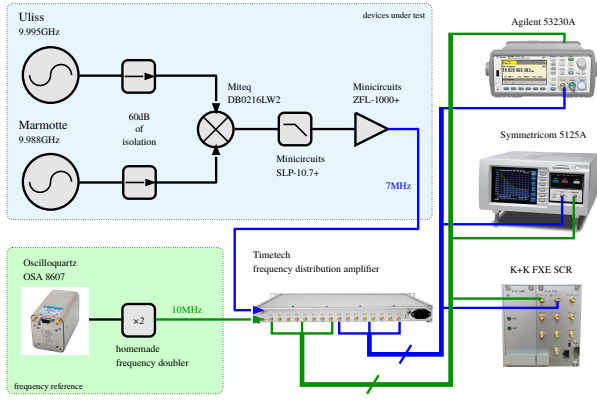 Uliss
9.995GHz
devices under test
Marmotte
9.988GHz
60dB
of
isolation
Miteq
DB0216LW2
Minicircuits
SLP-10.7+
Minicircuits
ZFL-1000+
7MHz
Agilent 53230A
Symmetricom 5125A
K+K FXE SCR
Oscilloquartz
OSA 8607
×2
10MHz
homemade
frequency doubler
frequency reference
Timetech
frequency distribution amplifier